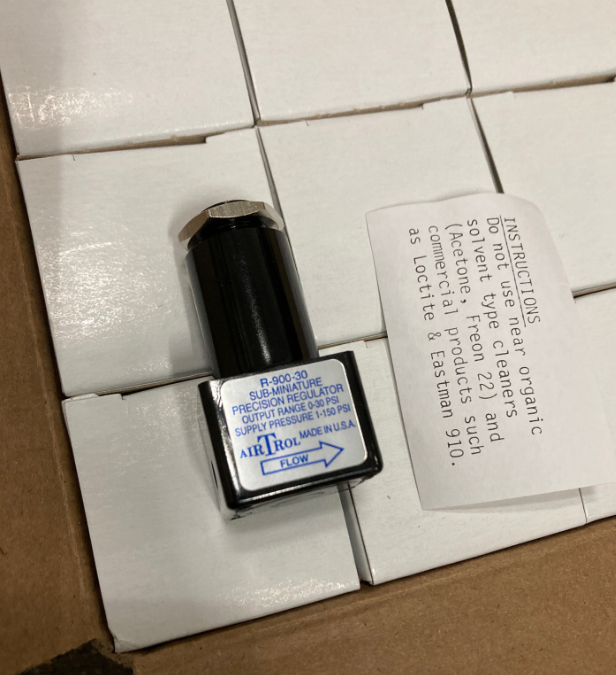 R-900-30
SUB-MINIATURE
PRECISION REGULATOR
OUTPUT RANGE 0-30 PSI
SUPPLY PRESSURE 1-150 PSI
AIRTROL MADE IN U.S.A.
FLOW
INSTRUCTIONS
Do not use near organic
solvent type cleaners
(Acetone, Freon 22) and
commercial products such
as Loctite & Eastman 910.